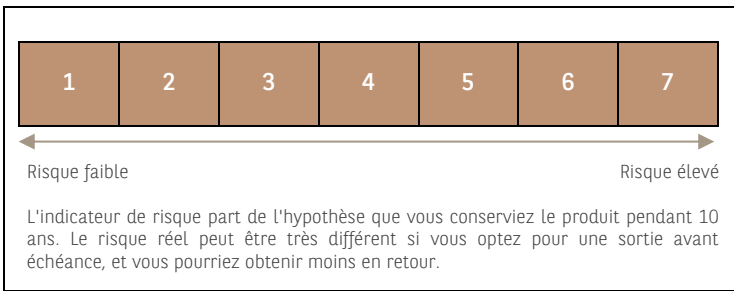 1 2 3 4 5 6 7
Risque faible Risque élevé
L'indicateur de risque part de l'hypothèse que vous conserviez le produit pendant 10
ans. Le risque réel peut être très différent si vous optez pour une sortie avant
échéance, et vous pourriez obtenir moins en retour.